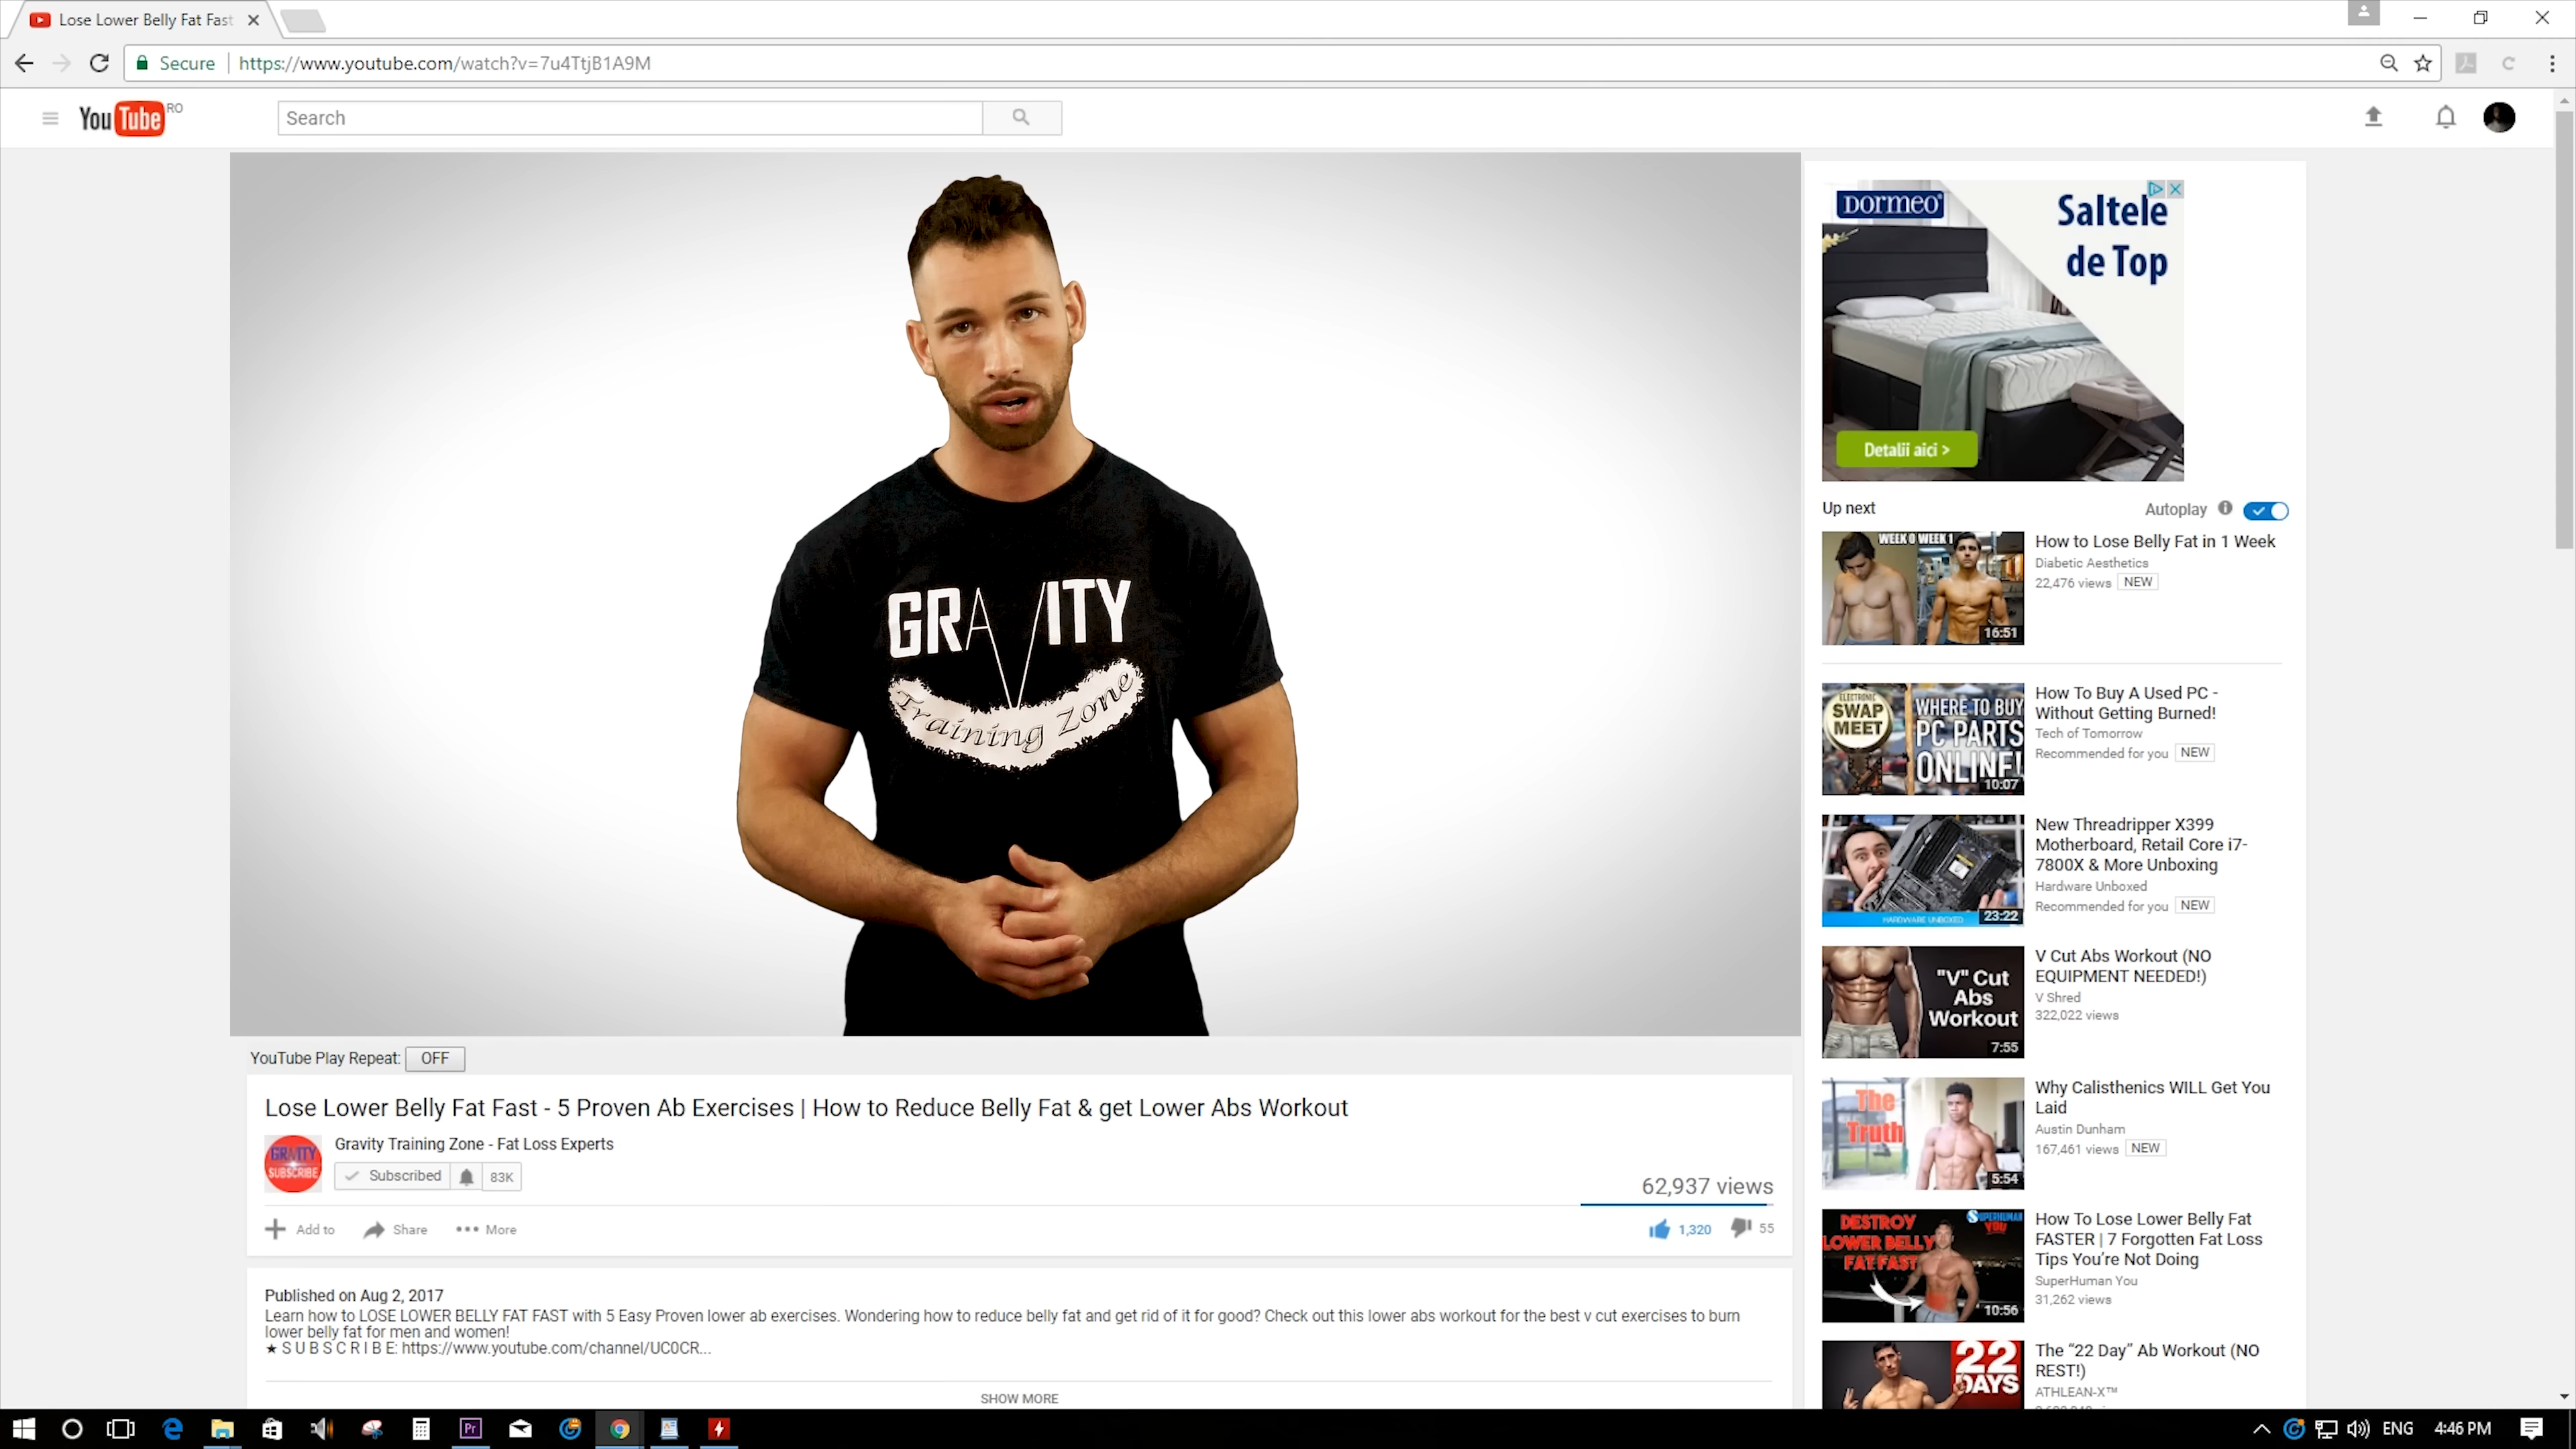 Lose Lower Belly Fat Fast
Secure
https://www.youtube.com/watch?v=7u4TtjB1A9M
YouTube RO
Search
GRAVITY
Training Zone
YouTube Play Repeat: OFF
Lose Lower Belly Fat Fast - 5 Proven Ab Exercises | How to Reduce Belly Fat & get Lower Abs Workout
GRAVITY
SUBSCRIBE
Gravity Training Zone - Fat Loss Experts
Subscribed 83K
62,937 views
Add to Share More
1,320 55
Published on Aug 2, 2017
Learn how to LOSE LOWER BELLY FAT FAST with 5 Easy Proven lower ab exercises. Wondering how to reduce belly fat and get rid of it for good? Check out this lower abs workout for the best v cut exercises to burn
lower belly fat for men and women!
★ S U B S C R I B E: https://www.youtube.com/channel/UC0CR...
SHOW MORE
DORMEO
Saltele
de Top
Detalii aici >
Up next
Autoplay
WEEK 0 WEEK 1
16:51
How to Lose Belly Fat in 1 Week
Diabetic Aesthetics
22,476 views NEW
ELECTRONIC
SWAP
MEET
WHERE TO BUY
PC PARTS
ONLINE!
10:07
How To Buy A Used PC -
Without Getting Burned!
Tech of Tomorrow
Recommended for you NEW
HARDWARE UNBOXED
23:22
New Threadripper X399
Motherboard, Retail Core i7-
7800X & More Unboxing
Hardware Unboxed
Recommended for you NEW
"V" Cut
Abs
Workout
7:55
V Cut Abs Workout (NO
EQUIPMENT NEEDED!)
V Shred
322,022 views
The
Truth
5:54
Why Calisthenics WILL Get You
Laid
Austin Dunham
167,461 views NEW
DESTROY
LOWER BELLY
FAT FAST
SUPERHUMAN
YOU
10:56
How To Lose Lower Belly Fat
FASTER | 7 Forgotten Fat Loss
Tips You're Not Doing
SuperHuman You
31,262 views
22
DAYS
The "22 Day" Ab Workout (NO
REST!)
ATHLEAN-X™
Pr
ENG
4:46 PM